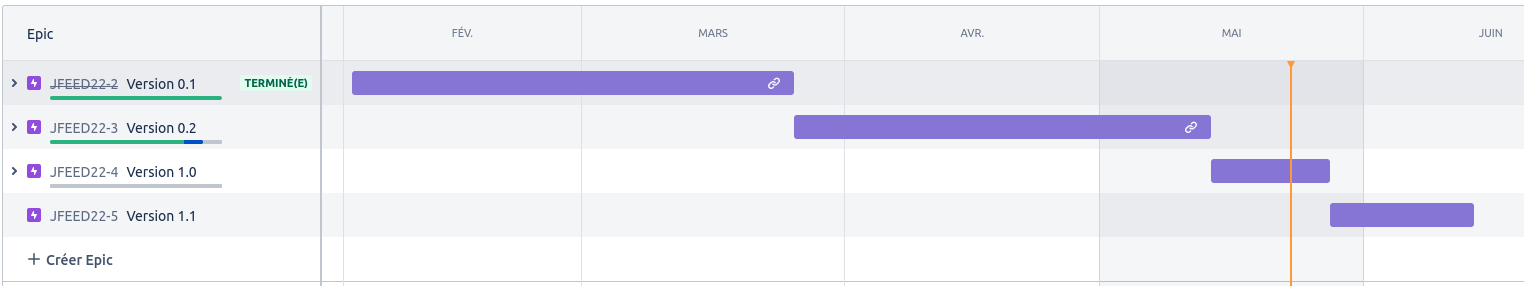 Epic FÉV. MARS AVR. MAI JUIN
JFEED22-2 Version 0.1 TERMINÉ(E)
JFEED22-3 Version 0.2
JFEED22-4 Version 1.0
JFEED22-5 Version 1.1
+ Créer Epic